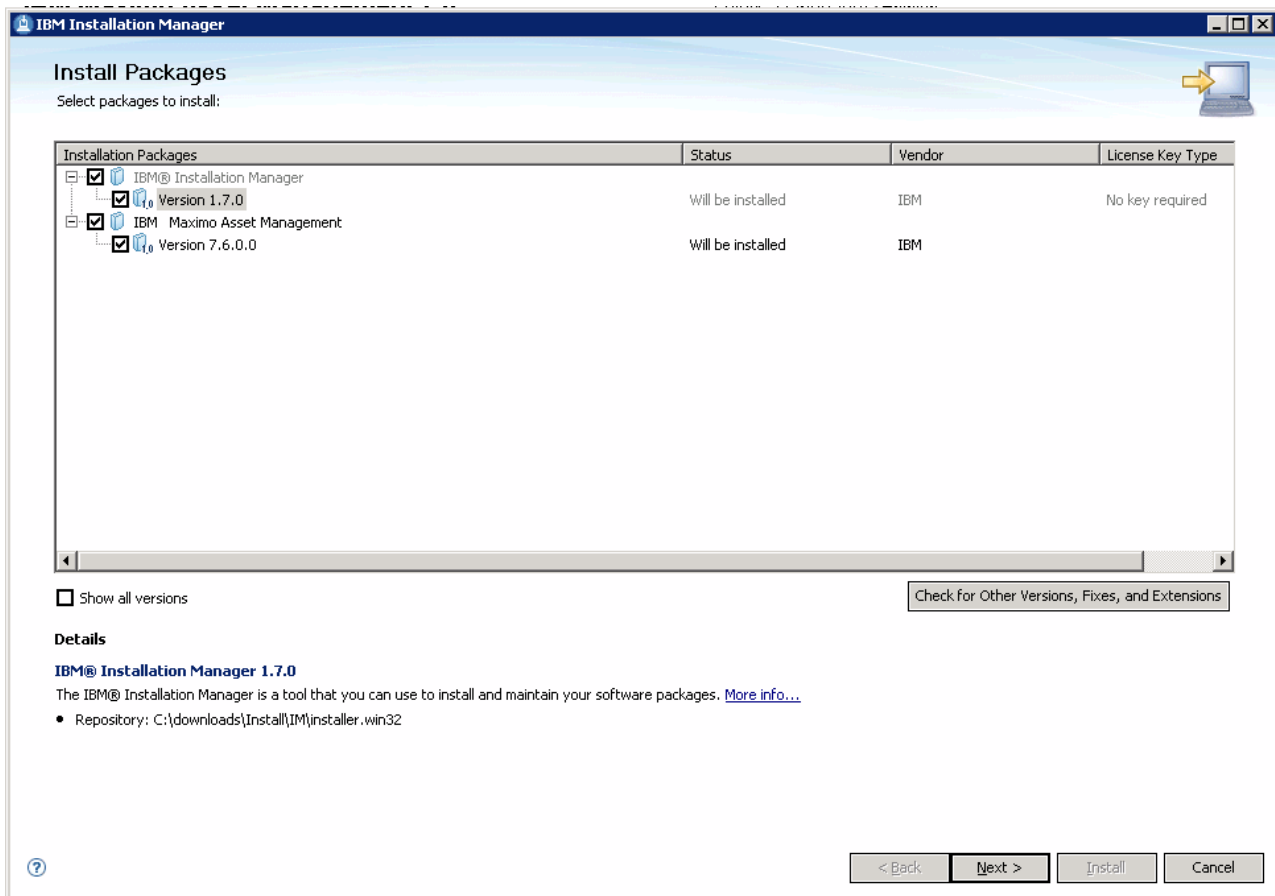 IBM Installation Manager
Install Packages
Select packages to install:
Installation Packages Status Vendor License Key Type
IBM® Installation Manager
Version 1.7.0 Will be installed IBM No key required
IBM Maximo Asset Management
Version 7.6.0.0 Will be installed IBM
Show all versions Check for Other Versions, Fixes, and Extensions
Details
IBM® Installation Manager 1.7.0
The IBM® Installation Manager is a tool that you can use to install and maintain your software packages. More info...
• Repository: C:\downloads\Install\IM\installer.win32
< Back Next > Install Cancel